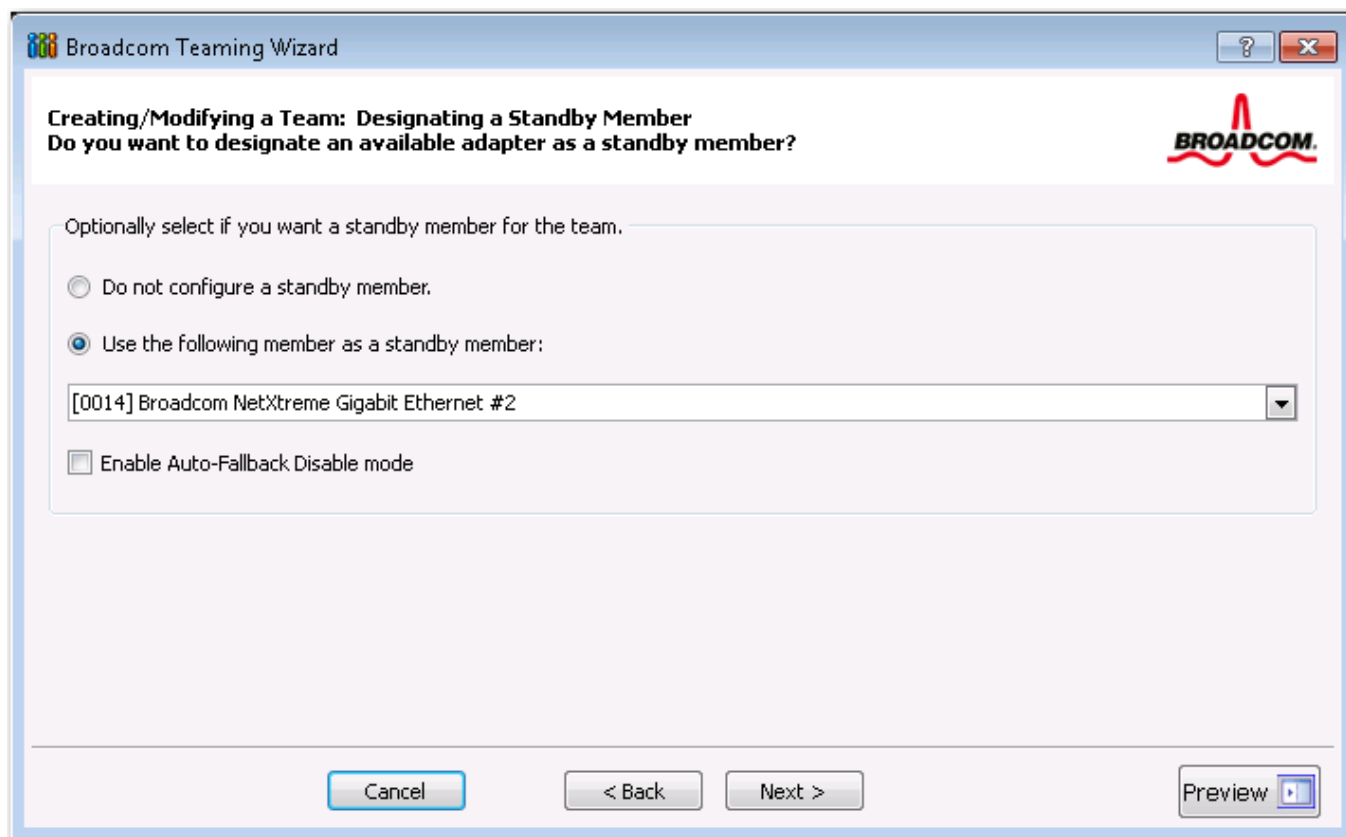 Broadcom Teaming Wizard
Creating/Modifying a Team: Designating a Standby Member
Do you want to designate an available adapter as a standby member?
BROADCOM.
Optionally select if you want a standby member for the team.
Do not configure a standby member.
Use the following member as a standby member:
[0014] Broadcom NetXtreme Gigabit Ethernet #2
Enable Auto-Fallback Disable mode
Cancel
< Back
Next >
Preview